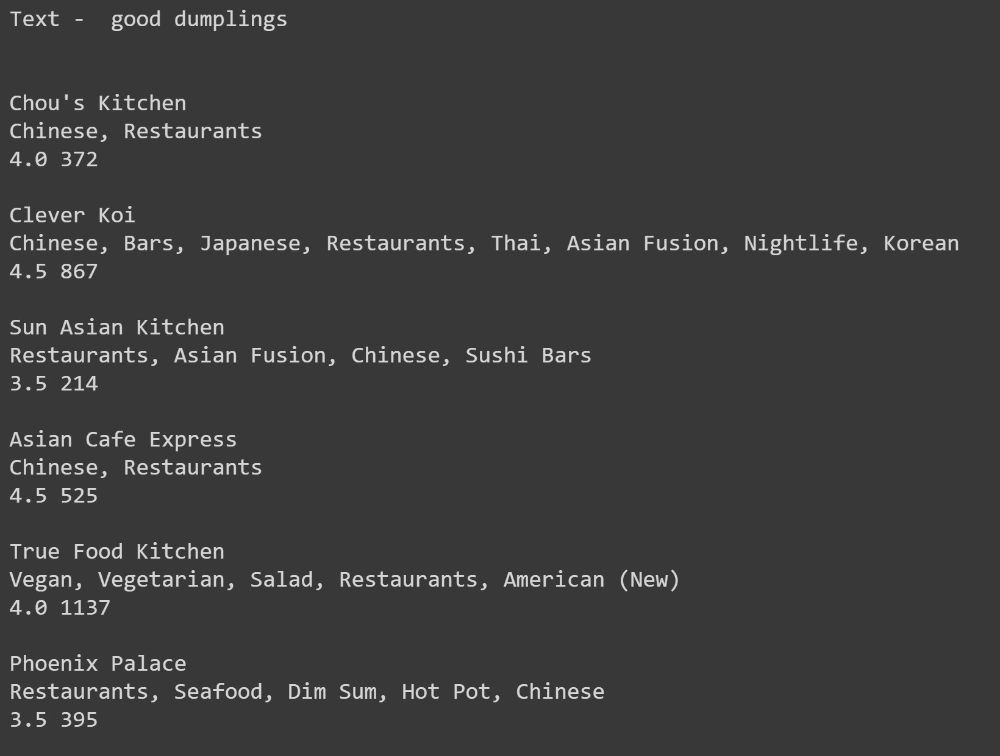 Text -  good dumplings
Chou's Kitchen
Chinese, Restaurants
4.0 372
Clever Koi
Chinese, Bars, Japanese, Restaurants, Thai, Asian Fusion, Nightlife, Korean
4.5 867
Sun Asian Kitchen
Restaurants, Asian Fusion, Chinese, Sushi Bars
3.5 214
Asian Cafe Express
Chinese, Restaurants
4.5 525
True Food Kitchen
Vegan, Vegetarian, Salad, Restaurants, American (New)
4.0 1137
Phoenix Palace
Restaurants, Seafood, Dim Sum, Hot Pot, Chinese
3.5 395